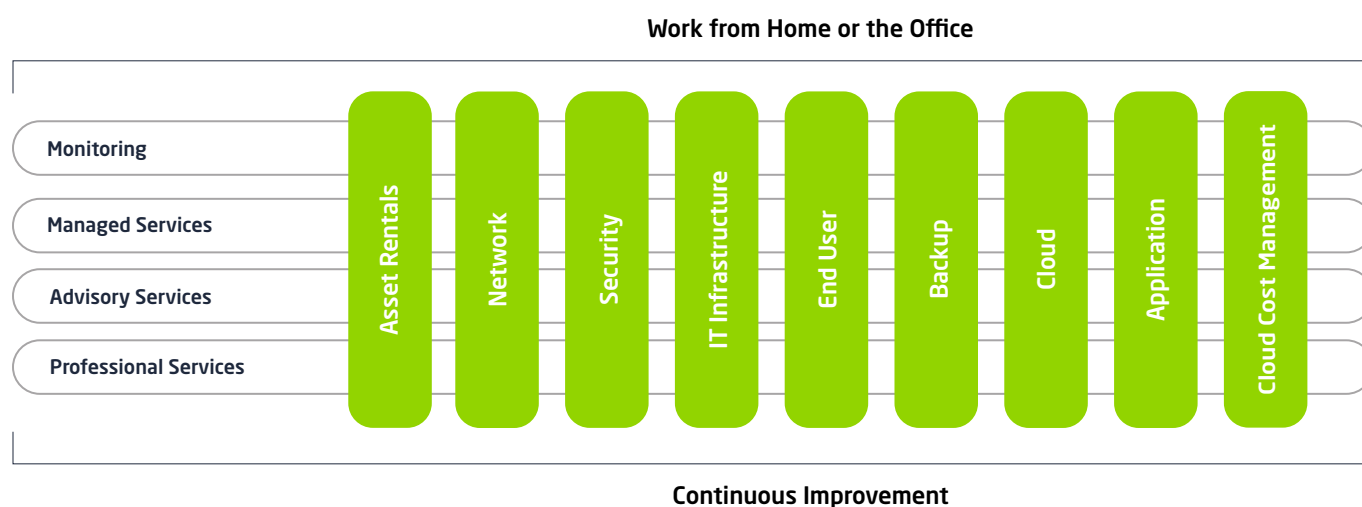 Work from Home or the Office
Monitoring
Managed Services
Advisory Services
Professional Services
Asset Rentals
Network
Security
IT Infrastructure
End User
Backup
Cloud
Application
Cloud Cost Management
Continuous Improvement